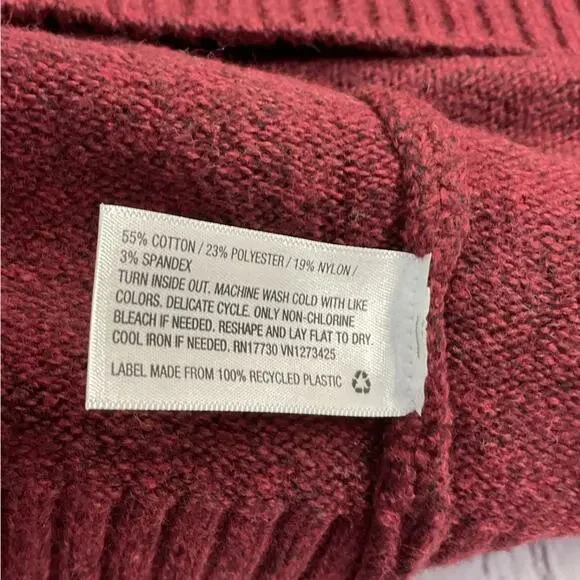 55% COTTON / 23% POLYESTER / 19% NYLON /
3% SPANDEX
TURN INSIDE OUT. MACHINE WASH COLD WITH LIKE
COLORS. DELICATE CYCLE. ONLY NON-CHLORINE
BLEACH IF NEEDED. RESHAPE AND LAY FLAT TO DRY.
COOL IRON IF NEEDED. RN17730 VN1273425
LABEL MADE FROM 100% RECYCLED PLASTIC